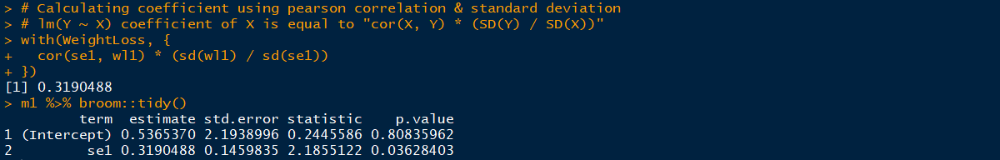 > # Calculating coefficient using pearson correlation & standard deviation
> # lm(Y ~ X) coefficient of X is equal to "cor(X, Y) * (SD(Y) / SD(X))"
> with(WeightLoss, {
+   cor(se1, wl1) * (sd(wl1) / sd(se1))
+ })
[1] 0.3190488
> m1 %>% broom::tidy()
         term  estimate std.error statistic    p.value
1 (Intercept) 0.5365370 2.1938996 0.2445586 0.80835962
2         se1 0.3190488 0.1459835 2.1855122 0.03628403